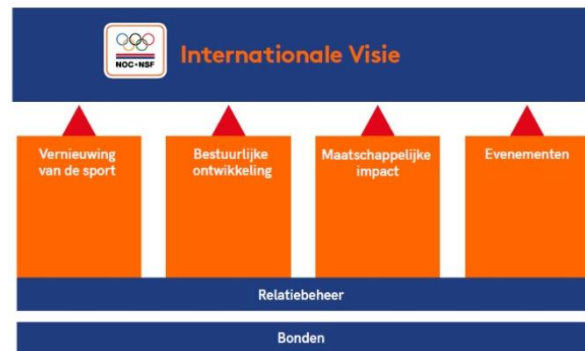 NOC*NSF
Internationale Visie
Vernieuwing
van de sport
Bestuurlijke
ontwikkeling
Maatschappelijke
impact
Evenementen
Relatiebeheer
Bonden